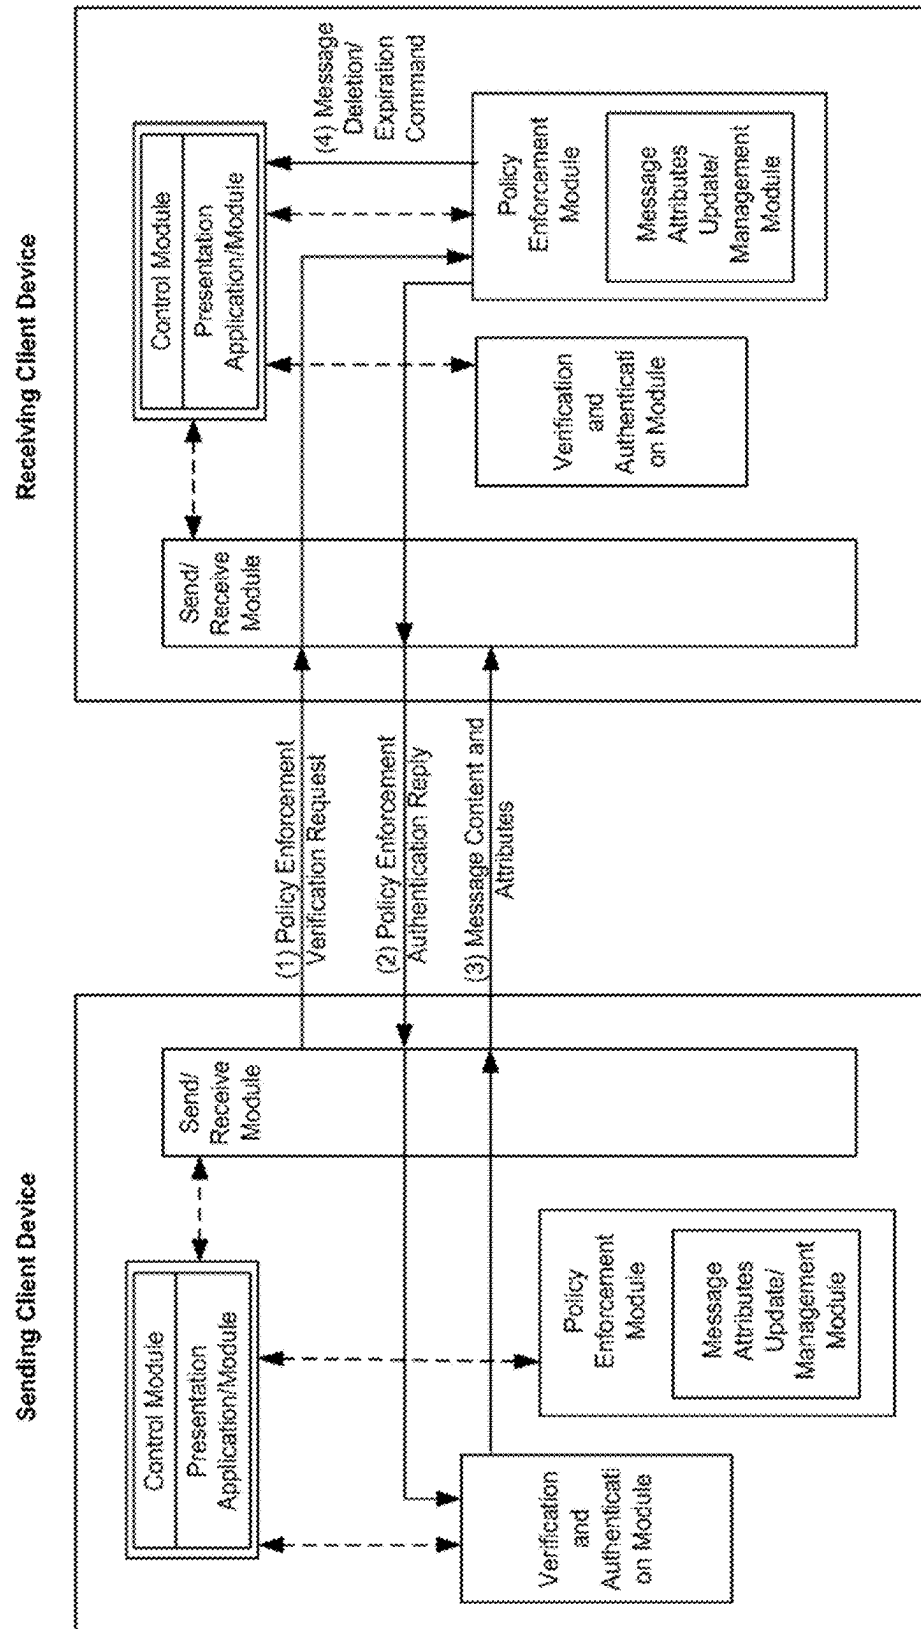 Sending Client Device
Control Module
Presentation
Application/Module
Send/
Receive
Module
Verification
and
Authenticati
on Module
Policy
Enforcement
Module
Message
Attributes
Update/
Management
Module
(1) Policy Enforcement
Verification Request
(2) Policy Enforcement
Authentication Reply
(3) Message Content and
Attributes
Receiving Client Device
Send/
Receive
Module
Control Module
Presentation
Application/Module
(4) Message
Deletion/
Expiration
Command
Verification
and
Authenticati
on Module
Policy
Enforcement
Module
Message
Attributes
Update/
Management
Module